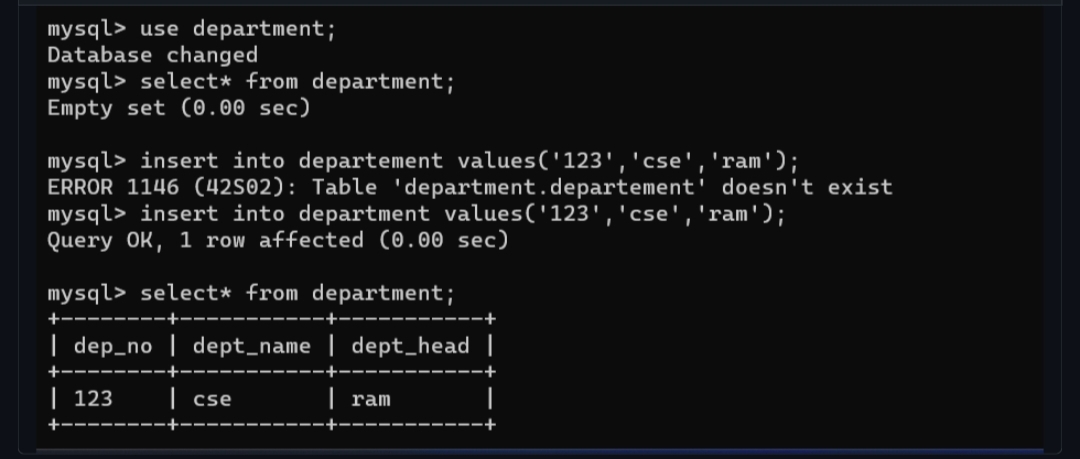 mysql> use department;
Database changed
mysql> select* from department;
Empty set (0.00 sec)
mysql> insert into departement values('123','cse','ram');
ERROR 1146 (42S02): Table 'department.departement' doesn't exist
mysql> insert into department values('123','cse','ram');
Query OK, 1 row affected (0.00 sec)
mysql> select* from department;
+--------+-----------+-----------+
| dep_no | dept_name | dept_head |
+--------+-----------+-----------+
| 123    | cse       | ram       |
+--------+-----------+-----------+